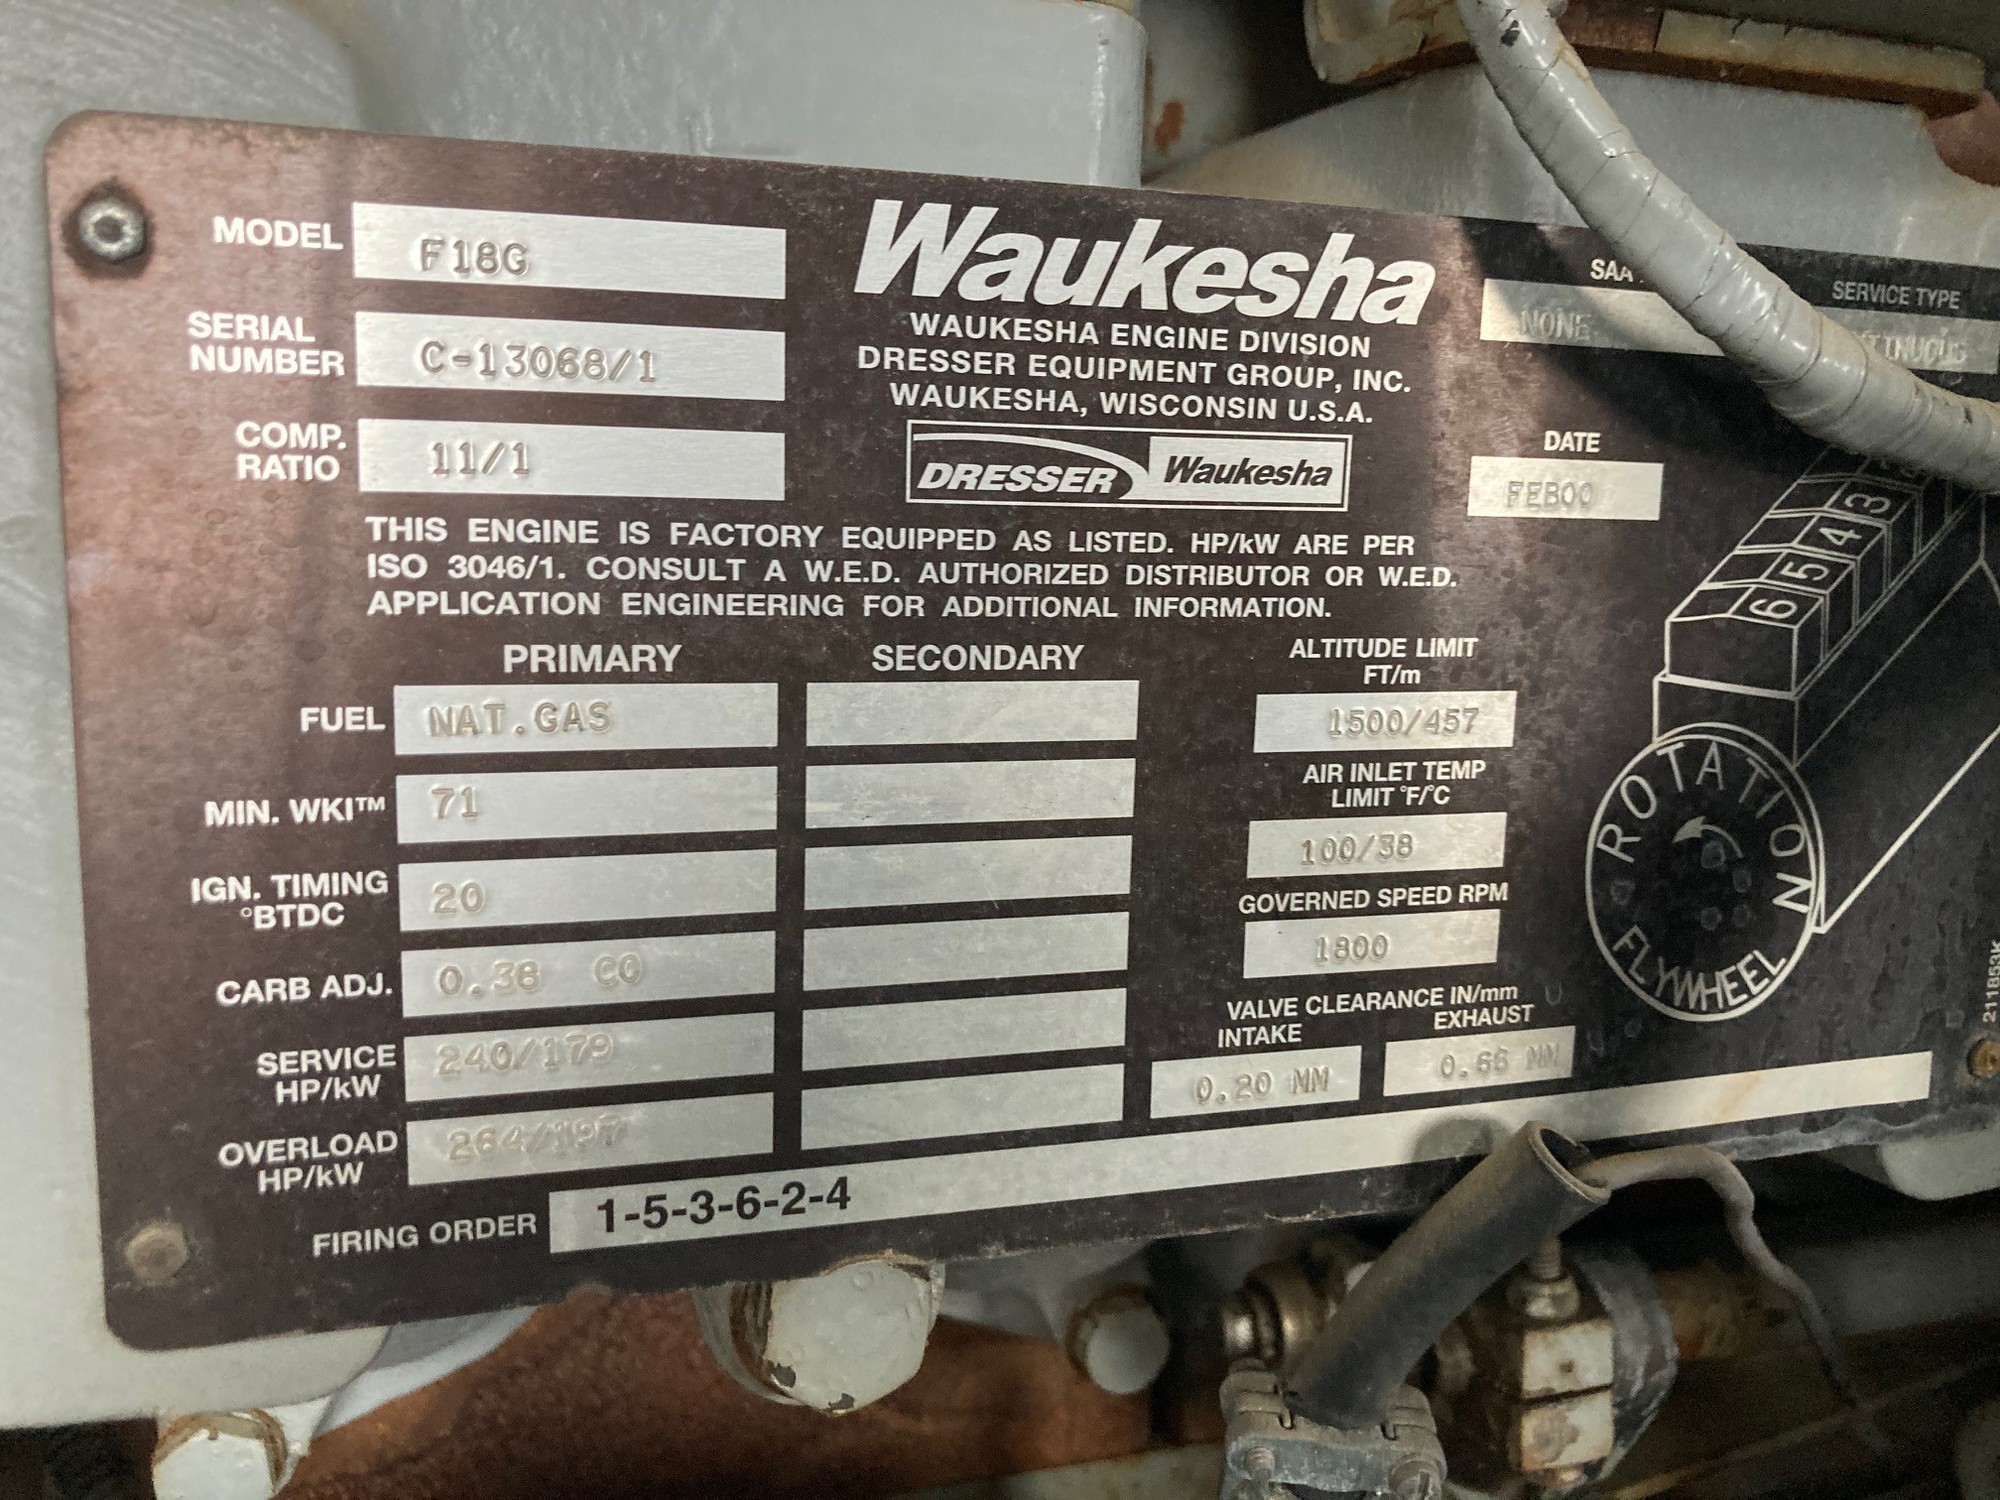 MODEL F18G
SERIAL NUMBER C-13068/1
COMP. RATIO 11/1
Waukesha
WAUKESHA ENGINE DIVISION
DRESSER EQUIPMENT GROUP, INC.
WAUKESHA, WISCONSIN U.S.A.
DRESSER Waukesha
NONE
SERVICE TYPE
DATE
FEB00
THIS ENGINE IS FACTORY EQUIPPED AS LISTED. HP/kW ARE PER
ISO 3046/1. CONSULT A W.E.D. AUTHORIZED DISTRIBUTOR OR W.E.D.
APPLICATION ENGINEERING FOR ADDITIONAL INFORMATION.
PRIMARY SECONDARY
FUEL NAT.GAS
MIN. WKI™ 71
IGN. TIMING °BTDC 20
CARB ADJ. 0.38 CO
SERVICE HP/kW 240/179
OVERLOAD HP/kW 264/197
FIRING ORDER 1-5-3-6-2-4
ALTITUDE LIMIT
FT/m
1500/457
AIR INLET TEMP
LIMIT °F/°C
100/38
GOVERNED SPEED RPM
1800
VALVE CLEARANCE IN/mm
INTAKE EXHAUST
0.20 MM 0.66 MM
3
4
5
6
ROTATION
FLYWHEEL
211853K